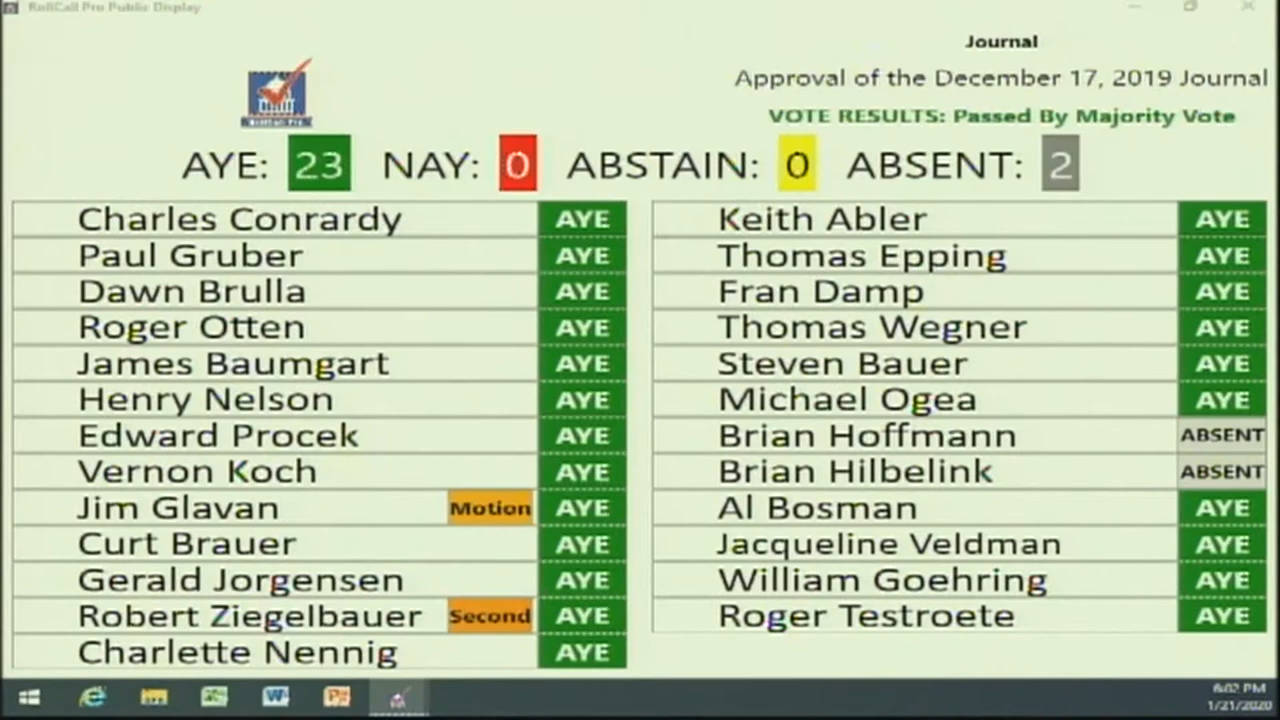 RollCall Pro Public Display
Journal
Approval of the December 17, 2019 Journal
VOTE RESULTS: Passed By Majority Vote
AYE: 23 NAY: 0 ABSTAIN: 0 ABSENT: 2
Charles Conrardy AYE
Paul Gruber AYE
Dawn Brulla AYE
Roger Otten AYE
James Baumgart AYE
Henry Nelson AYE
Edward Procek AYE
Vernon Koch AYE
Jim Glavan Motion AYE
Curt Brauer AYE
Gerald Jorgensen AYE
Robert Ziegelbauer Second AYE
Charlette Nennig AYE
Keith Abler AYE
Thomas Epping AYE
Fran Damp AYE
Thomas Wegner AYE
Steven Bauer AYE
Michael Ogea AYE
Brian Hoffmann ABSENT
Brian Hilbelink ABSENT
Al Bosman AYE
Jacqueline Veldman AYE
William Goehring AYE
Roger Testroete AYE
6:02 PM
1/21/2020